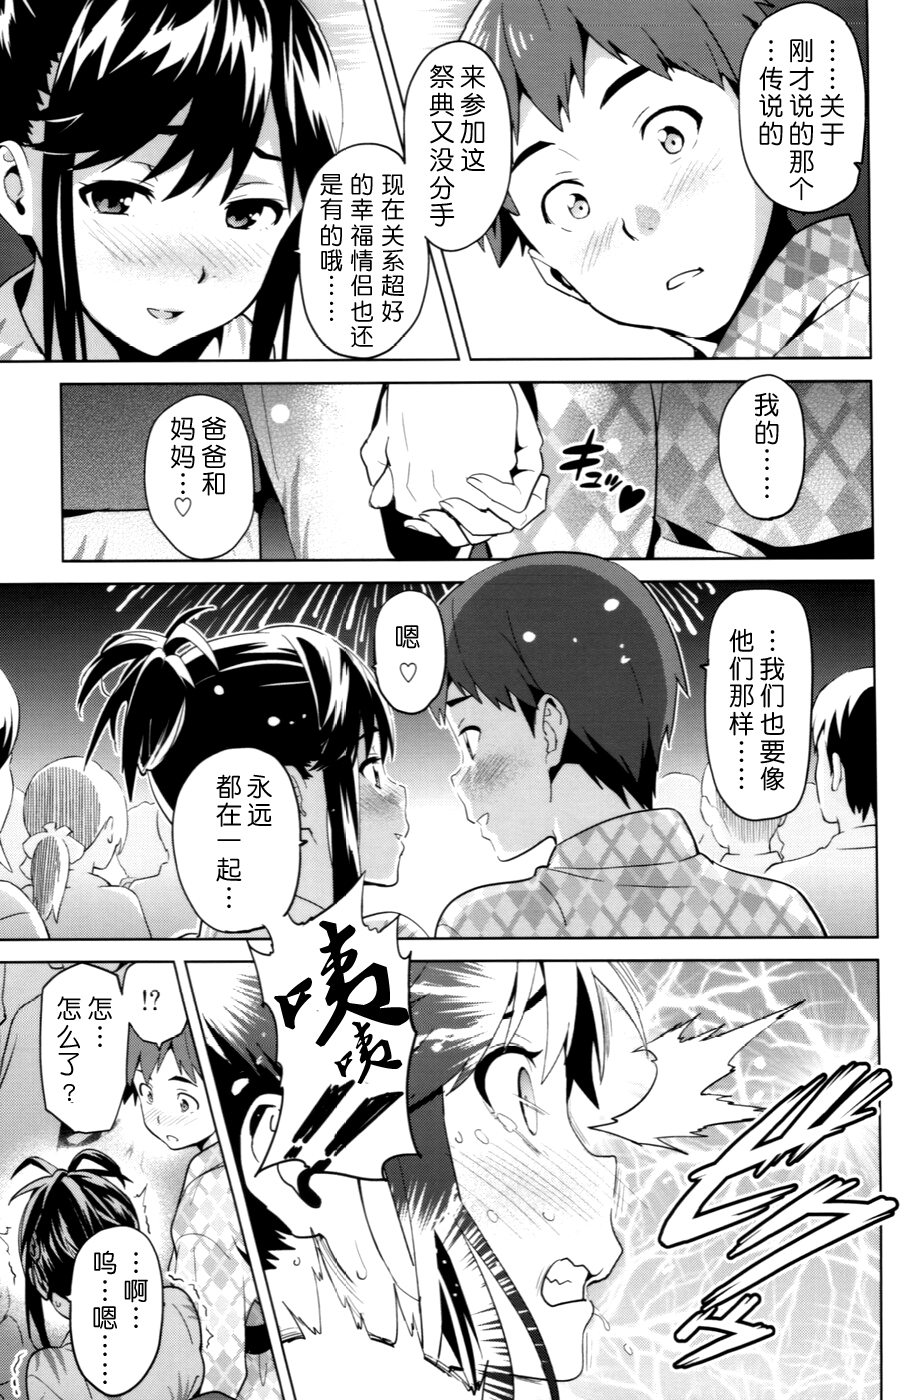 ……关于
刚才说的那个
…传说的
来参加这
祭典又没分手
现在关系超好
的幸福情侣也还
是有的哦……
我的……
キュッ♥
爸爸和
妈妈…♡
…我们也要像
他们那样……
嗯♡
永远
都在一起…
咦
咦
ビクッ
!?
怎…
怎么了？
…啊…
呜…嗯……